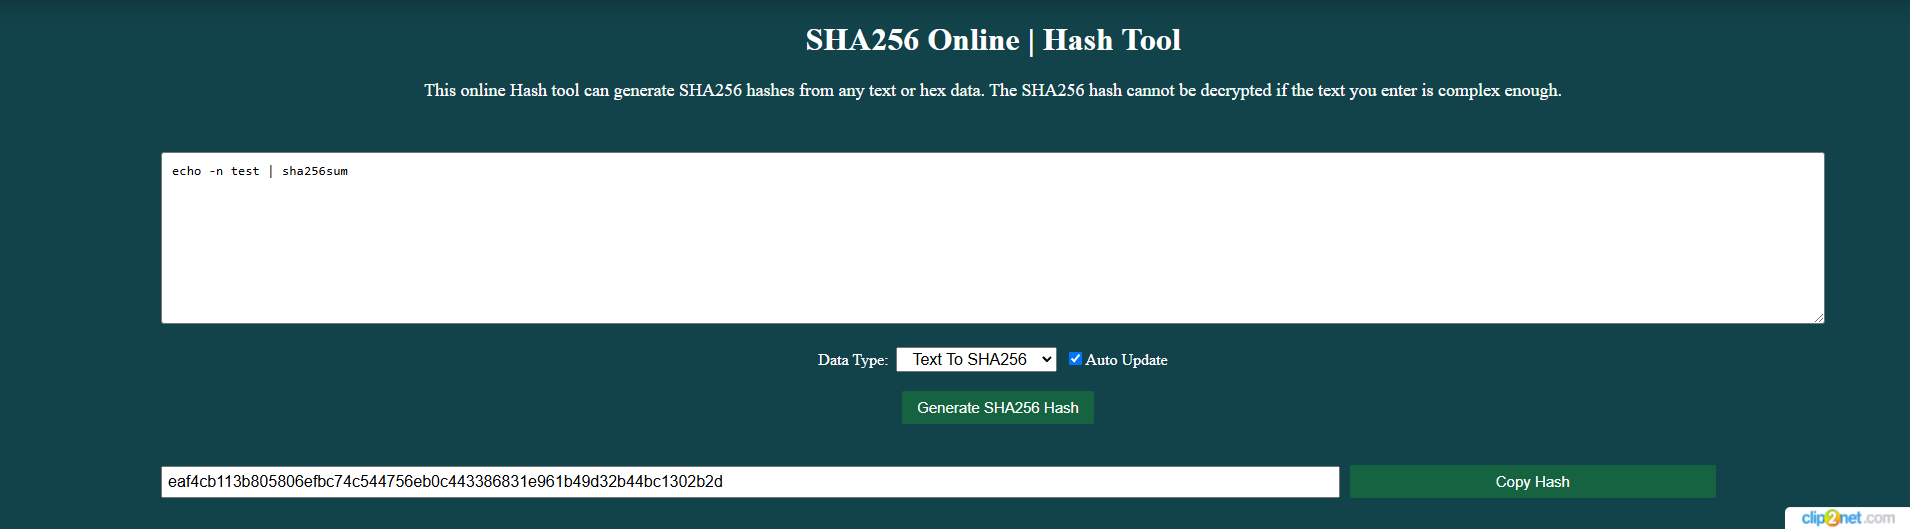 SHA256 Online | Hash Tool
This online Hash tool can generate SHA256 hashes from any text or hex data. The SHA256 hash cannot be decrypted if the text you enter is complex enough.
echo -n test | sha256sum
Data Type: Text To SHA256 Auto Update
Generate SHA256 Hash
eaf4cb113b805806efbc74c544756eb0c443386831e961b49d32b44bc1302b2d Copy Hash
clip2net.com